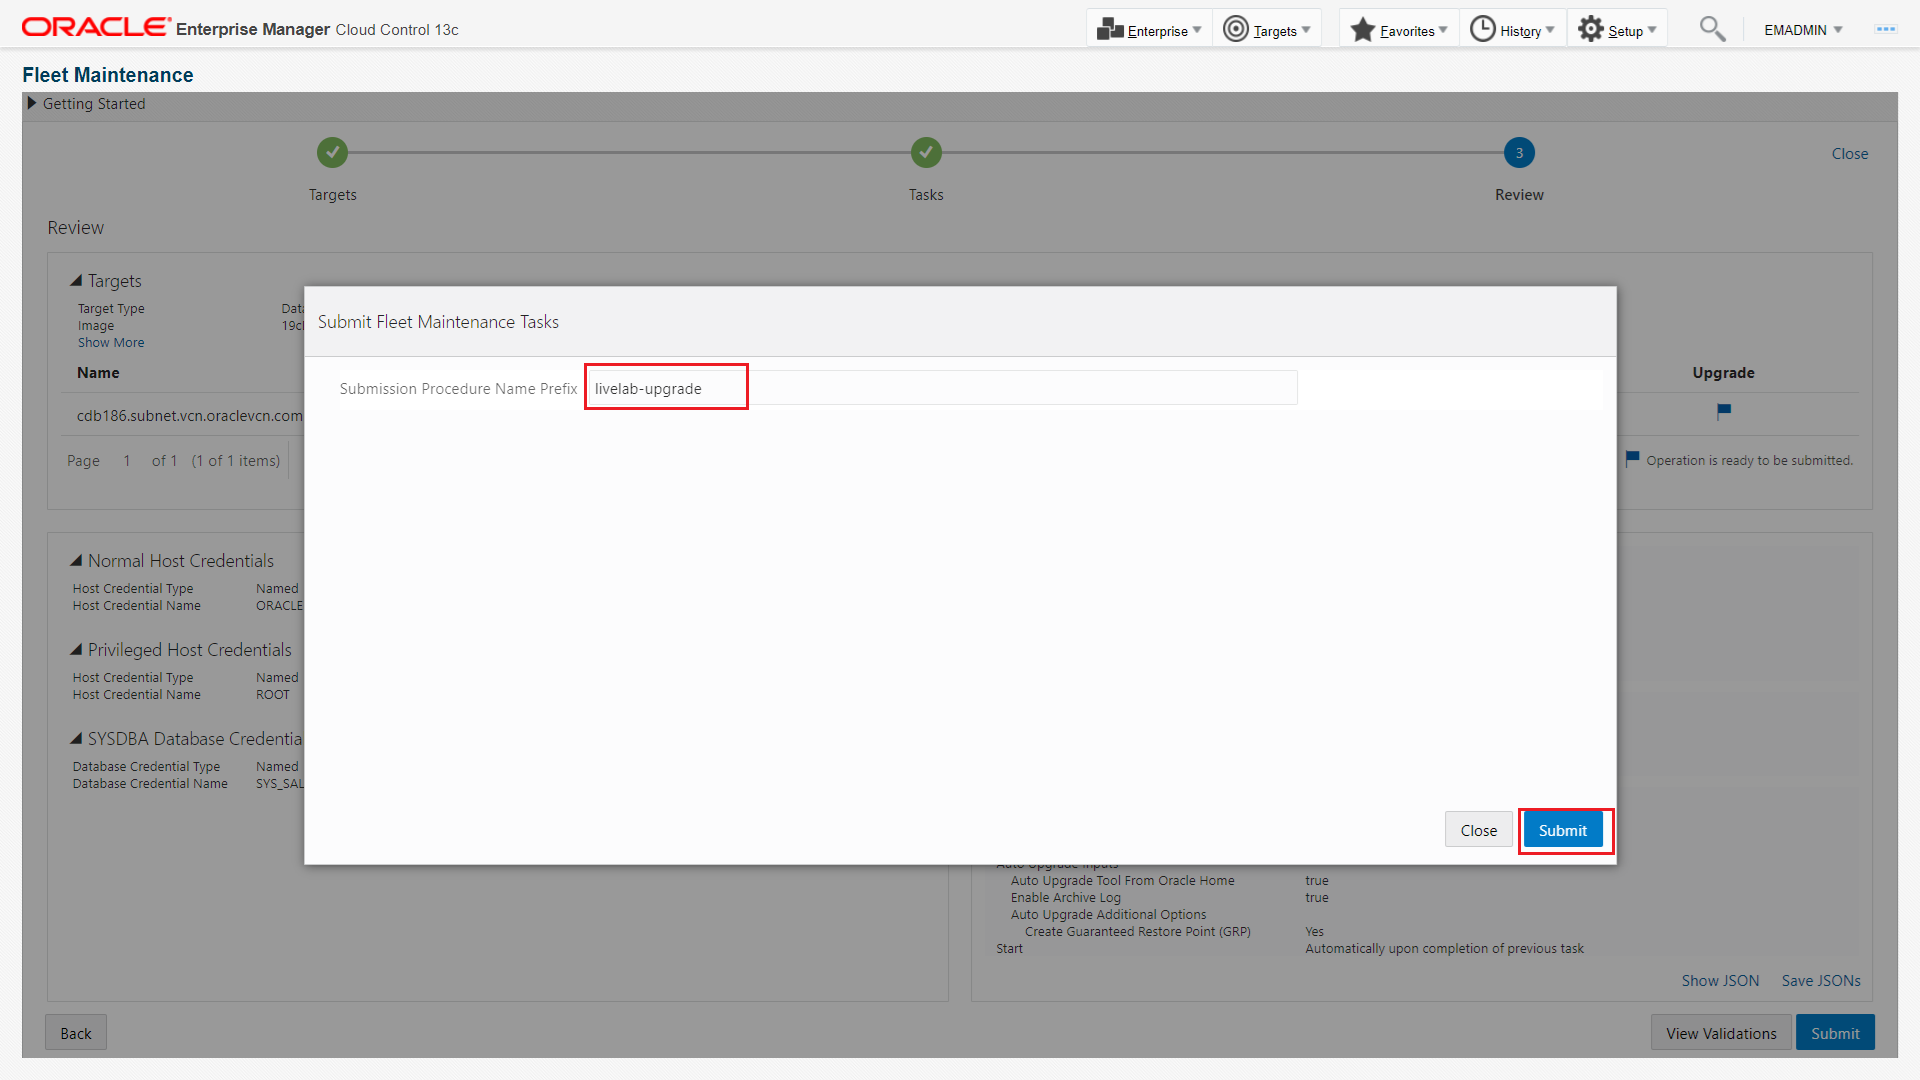 ORACLE Enterprise Manager Cloud Control 13c
Enterprise Targets Favorites History Setup EMADMIN
Fleet Maintenance
Getting Started
3 Close
Targets Tasks Review
Review
Targets
Target Type
Image 19c
Show More
Name Upgrade
cdb186.subnet.vcn.oraclevcn.com
Page 1 of 1 (1 of 1 items)
Operation is ready to be submitted.
Submit Fleet Maintenance Tasks
Submission Procedure Name Prefix livelab-upgrade
Close Submit
Normal Host Credentials
Host Credential Type Named
Host Credential Name ORACLE
Privileged Host Credentials
Host Credential Type Named
Host Credential Name ROOT
SYSDBA Database Credentia
Database Credential Type Named
Database Credential Name SYS_SAL
Auto Upgrade Inputs
Auto Upgrade Tool From Oracle Home true
Enable Archive Log true
Auto Upgrade Additional Options
Create Guaranteed Restore Point (GRP) Yes
Start Automatically upon completion of previous task
Show JSON Save JSONs
Back View Validations Submit